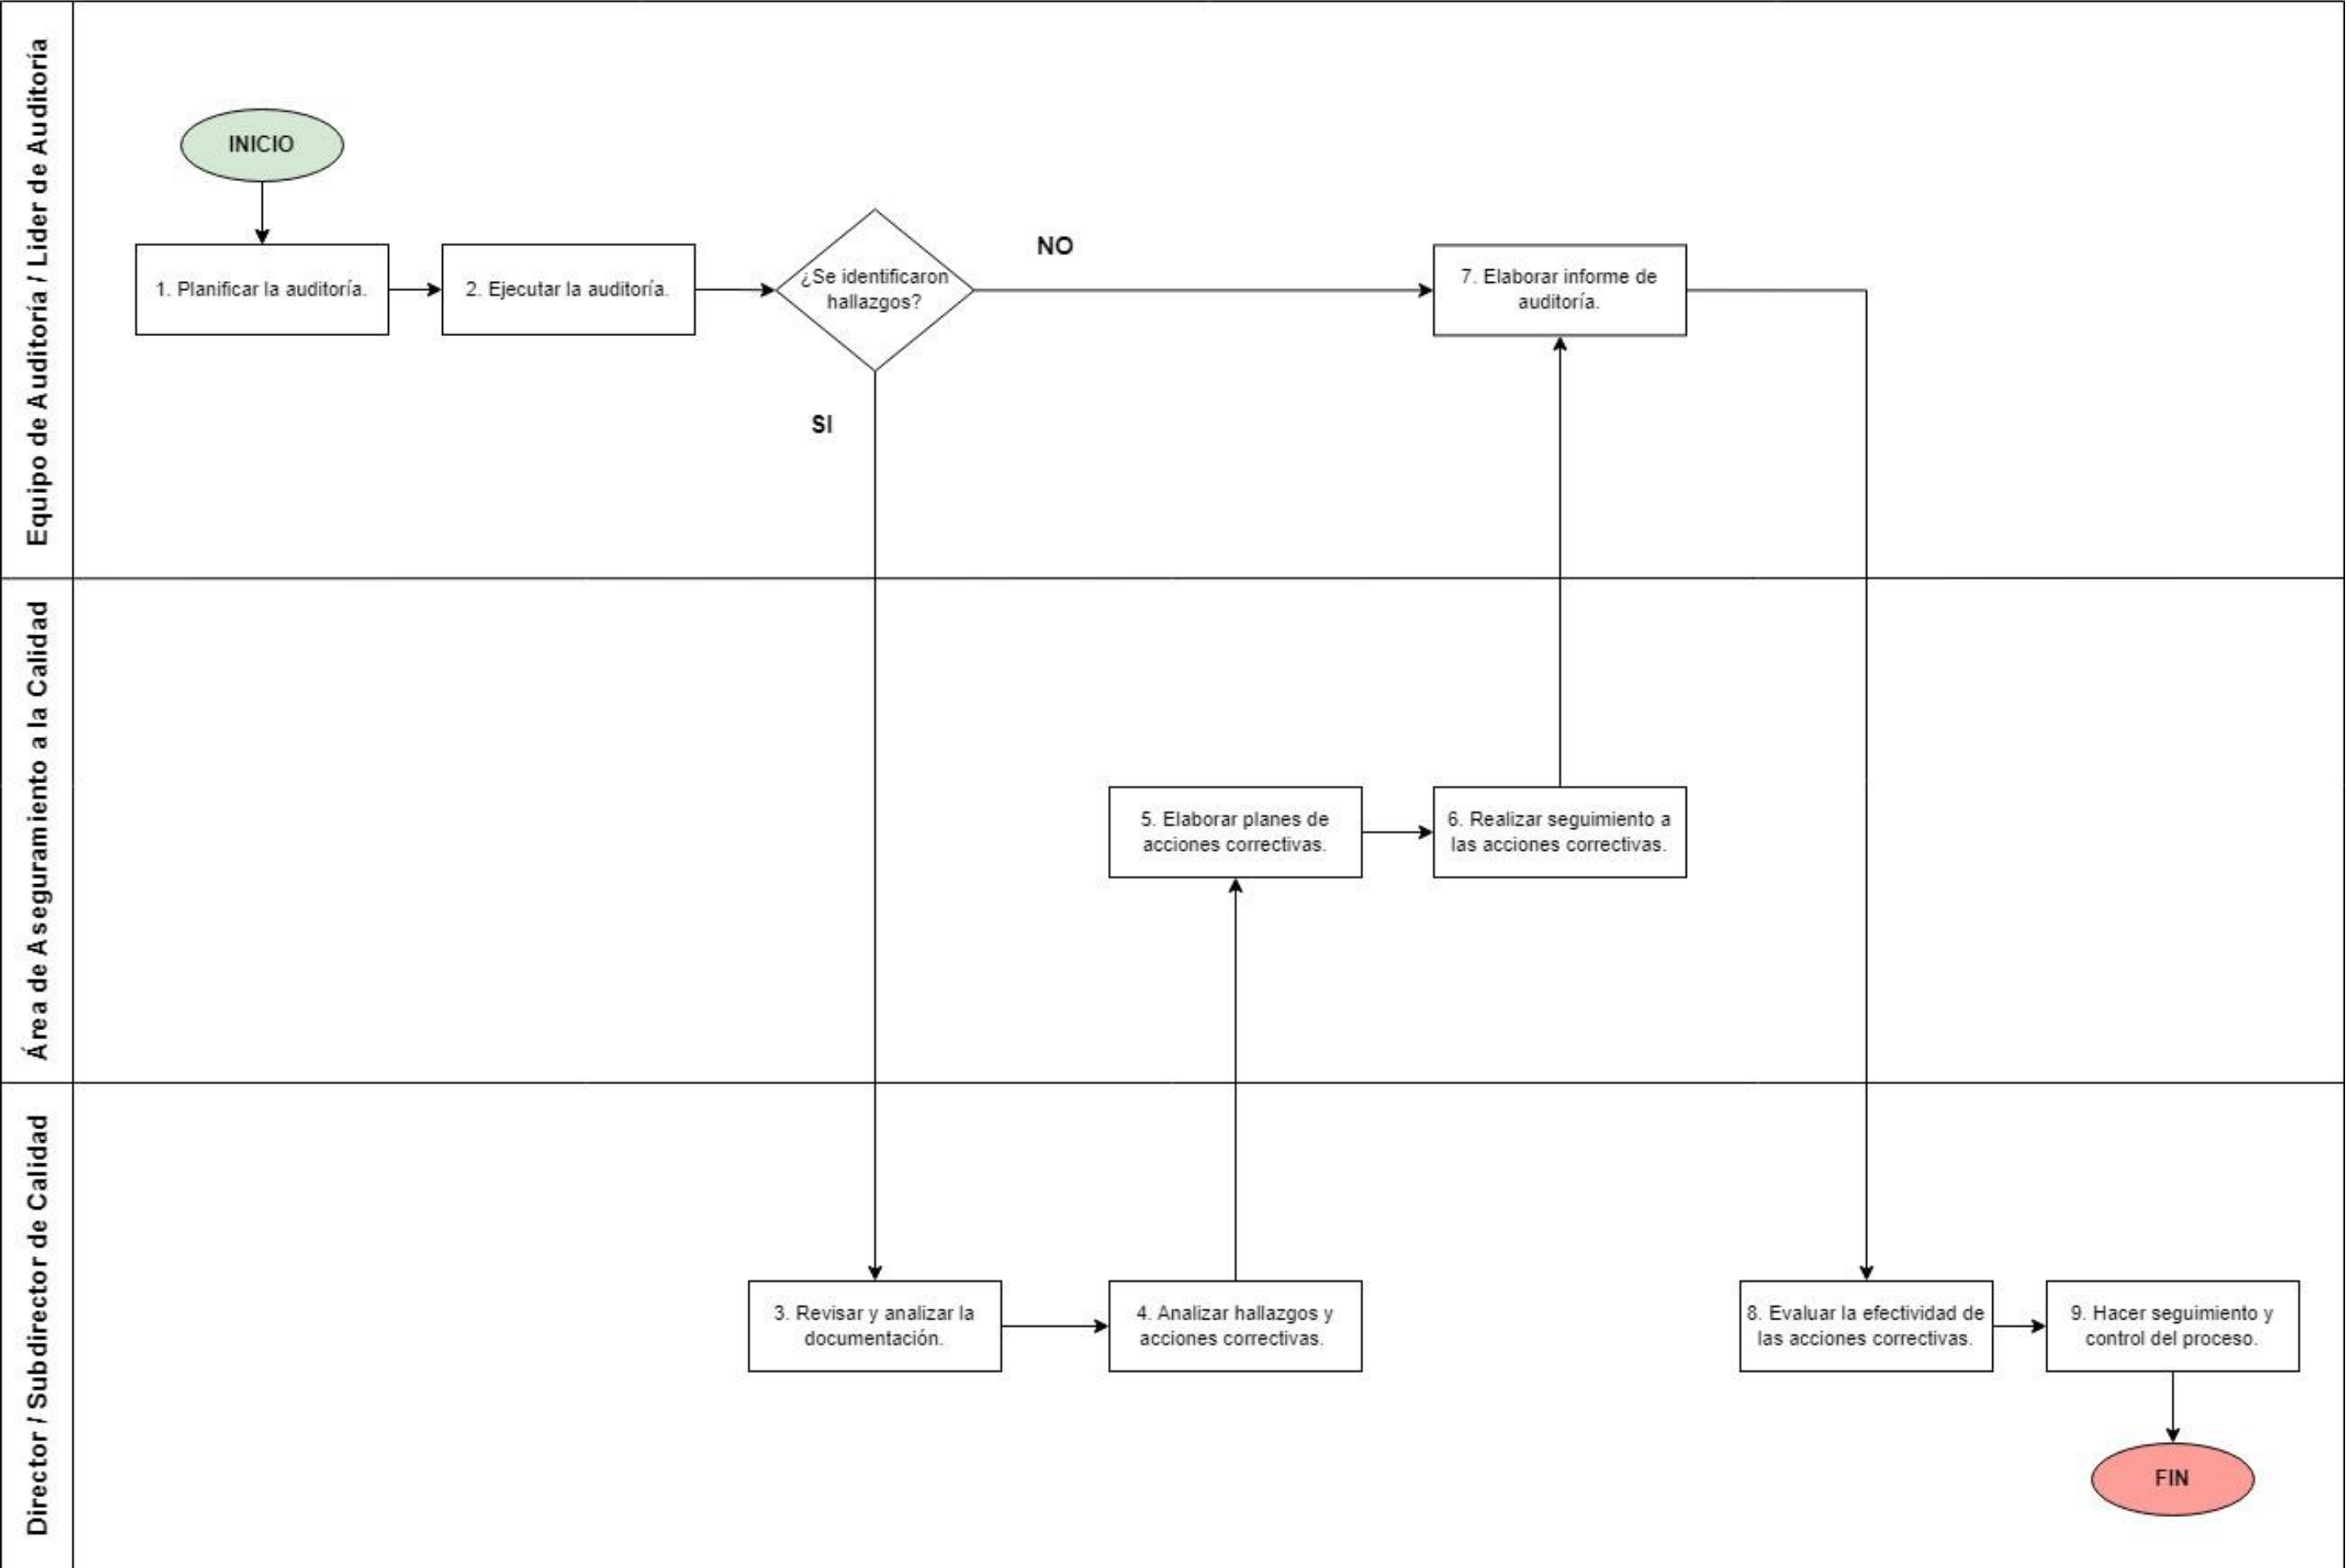 Equipo de Auditoría / Lider de Auditoría
INICIO
1. Planificar la auditoría.
2. Ejecutar la auditoría.
¿Se identificaron
hallazgos?
NO
SI
7. Elaborar informe de
auditoría.
Área de Aseguramiento a la Calidad
5. Elaborar planes de
acciones correctivas.
6. Realizar seguimiento a
las acciones correctivas.
Director / Subdirector de Calidad
3. Revisar y analizar la
documentación.
4. Analizar hallazgos y
acciones correctivas.
8. Evaluar la efectividad de
las acciones correctivas.
9. Hacer seguimiento y
control del proceso.
FIN